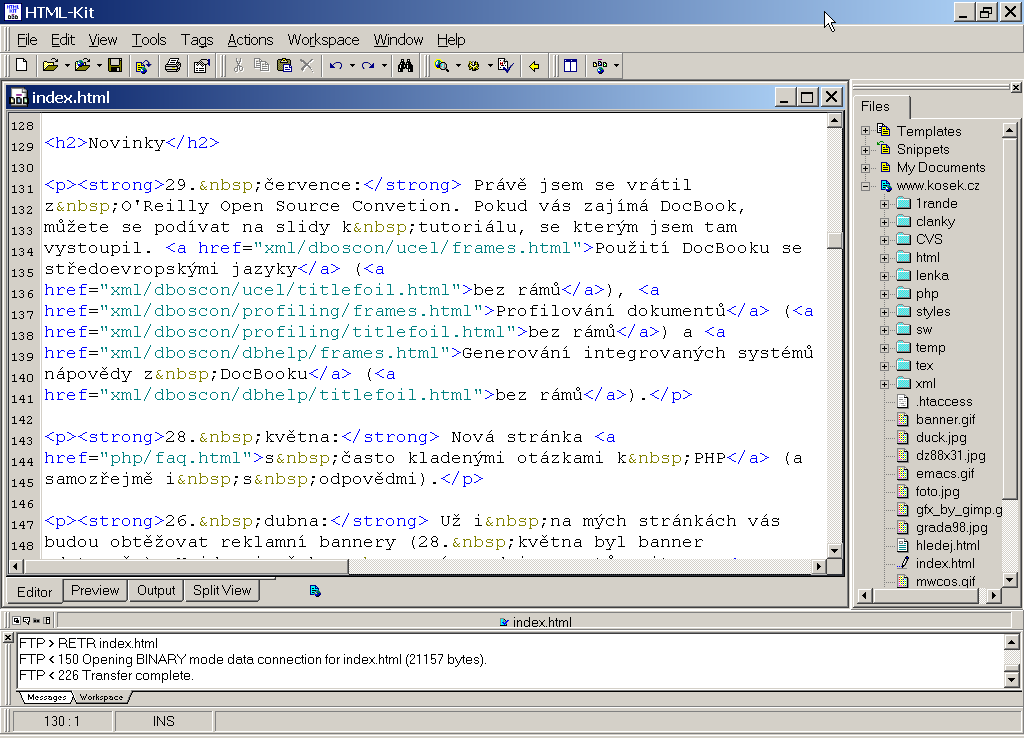 HTML-Kit
File Edit View Tools Tags Actions Workspace Window Help
index.html
128
129 <h2>Novinky</h2>
130
131 <p><strong>29.&nbsp;července:</strong> Právě jsem se vrátil
132 z&nbsp;O'Reilly Open Source Convetion. Pokud vás zajímá DocBook,
133 můžete se podívat na slidy k&nbsp;tutoriálu, se kterým jsem tam
134 vystoupil. <a href="xml/dboscon/ucel/frames.html">Použití DocBooku se
135 středoevropskými jazyky</a> (<a
136 href="xml/dboscon/ucel/titlefoil.html">bez rámů</a>), <a
137 href="xml/dboscon/profiling/frames.html">Profilování dokumentů</a> (<a
138 href="xml/dboscon/profiling/titlefoil.html">bez rámů</a>) a <a
139 href="xml/dboscon/dbhelp/frames.html">Generování integrovaných systémů
140 nápovědy z&nbsp;DocBooku</a> (<a
141 href="xml/dboscon/dbhelp/titlefoil.html">bez rámů</a>).</p>
142
143 <p><strong>28.&nbsp;května:</strong> Nová stránka <a
144 href="php/faq.html">s&nbsp;často kladenými otázkami k&nbsp;PHP</a> (a
145 samozřejmě i&nbsp;s&nbsp;odpovědmi).</p>
146
147 <p><strong>26.&nbsp;dubna:</strong> Už i&nbsp;na mých stránkách vás
148 budou obtěžovat reklamní bannery (28.&nbsp;května byl banner
Editor Preview Output Split View
Files
Templates
Snippets
My Documents
www.kosek.cz
1rande
clanky
CVS
html
lenka
php
styles
sw
temp
tex
xml
.htaccess
banner.gif
duck.jpg
dz88x31.jpg
emacs.gif
foto.jpg
gfx_by_gimp.g
grada98.jpg
hledej.html
index.html
mwcos.gif
index.html
FTP > RETR index.html
FTP < 150 Opening BINARY mode data connection for index.html (21157 bytes).
FTP < 226 Transfer complete.
Messages Workspace
130 : 1 INS